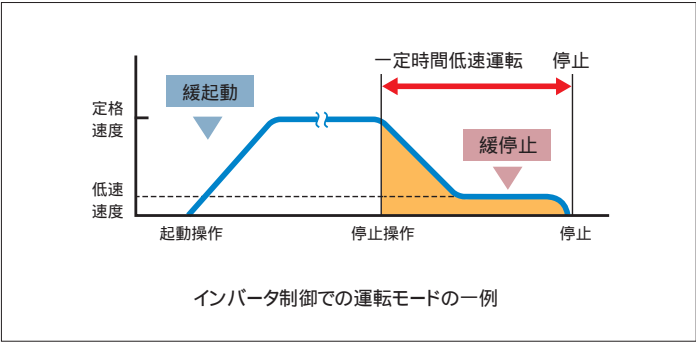 一定時間低速運転 停止
緩起動
定格
速度
緩停止
低速
速度
起動操作 停止操作 停止
インバータ制御での運転モードの一例